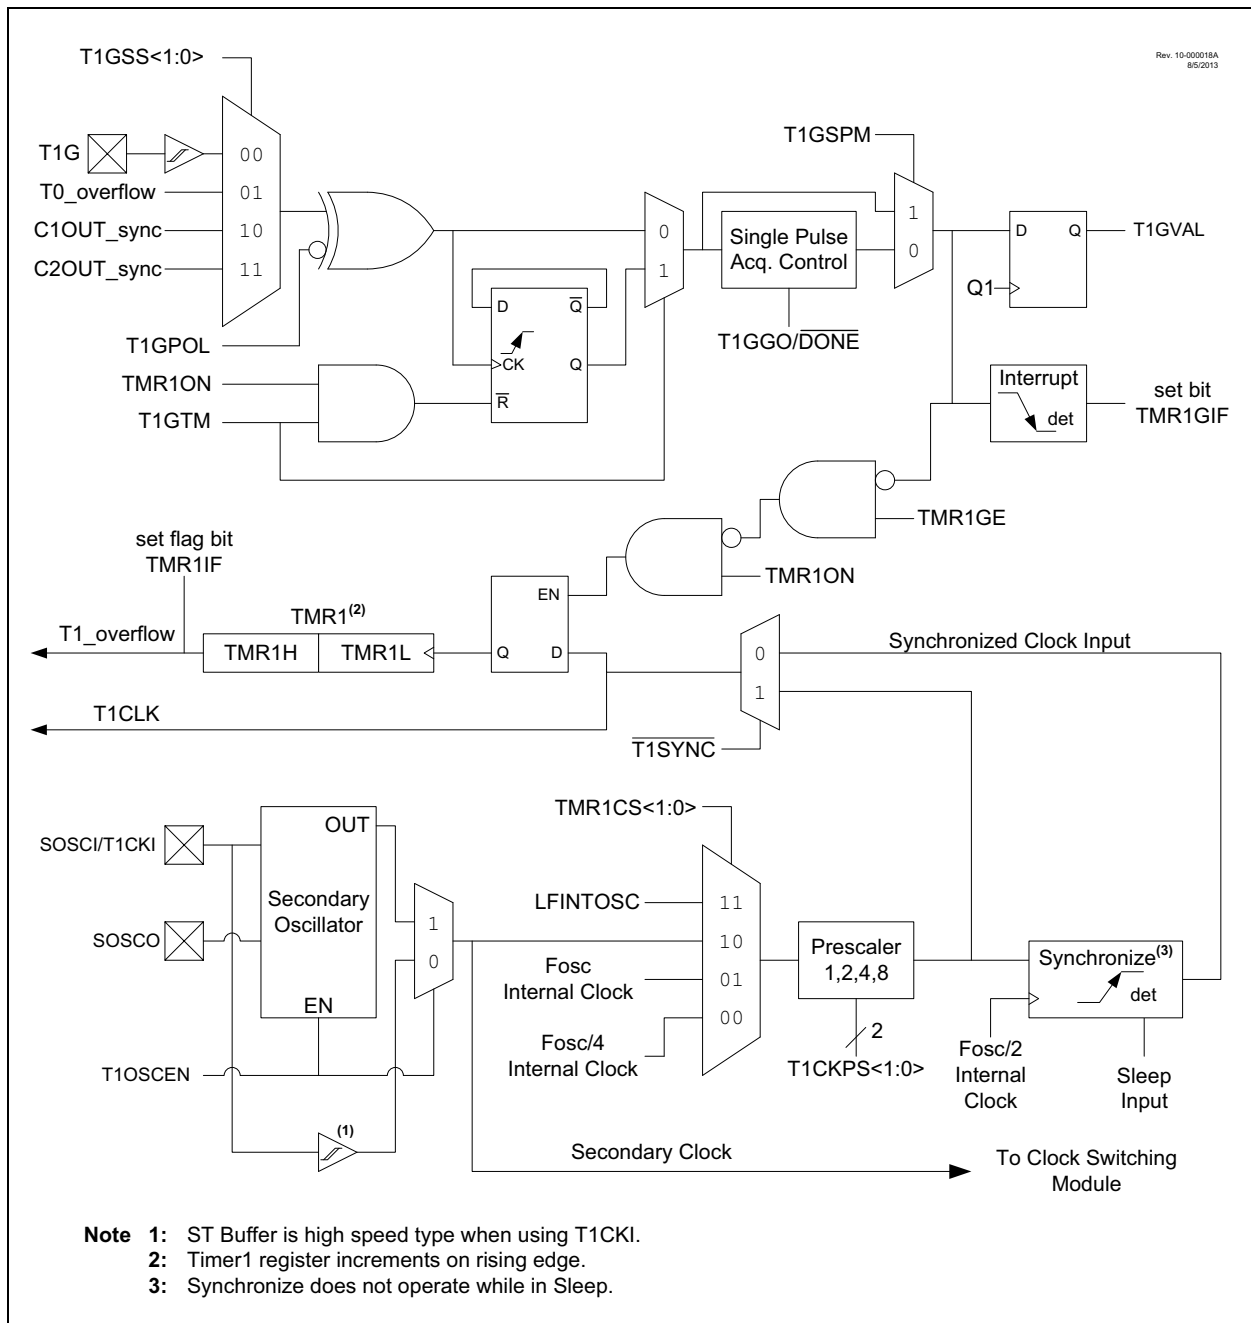 Rev. 10-000018A
8/5/2013
T1GSS<1:0>
T1G
00
T0_overflow
01
C1OUT_sync
10
C2OUT_sync
11
T1GPOL
TMR1ON
T1GTM
D
Q
CK
Q
R
0
1
Single Pulse
Acq. Control
T1GGO/DONE
T1GSPM
1
0
D
Q
T1GVAL
Q1
Interrupt
det
set bit
TMR1GIF
TMR1GE
TMR1ON
set flag bit
TMR1IF
T1_overflow
TMR1(2)
TMR1H
TMR1L
EN
Q
D
0
1
Synchronized Clock Input
T1CLK
T1SYNC
SOSCI/T1CKI
SOSCO
OUT
Secondary
Oscillator
EN
T1OSCEN
(1)
1
0
TMR1CS<1:0>
LFINTOSC
11
10
Fosc
Internal Clock
01
Fosc/4
Internal Clock
00
Prescaler
1,2,4,8
2
T1CKPS<1:0>
Synchronize(3)
det
Fosc/2
Internal
Clock
Sleep
Input
Secondary Clock
To Clock Switching
Module
Note 1: ST Buffer is high speed type when using T1CKI.
2: Timer1 register increments on rising edge.
3: Synchronize does not operate while in Sleep.